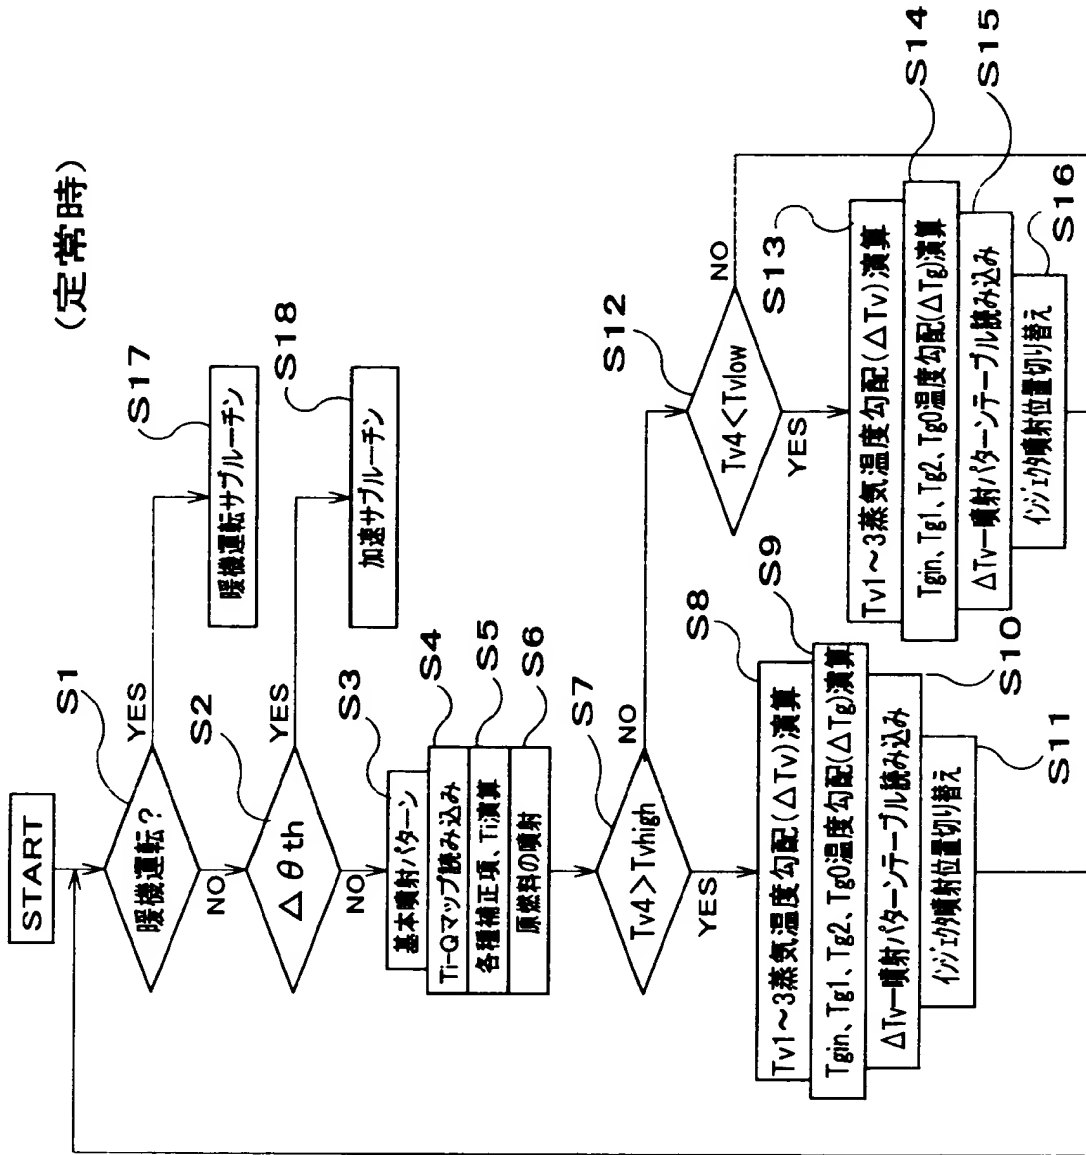 (定常時)
START
S1
暖機運転?
YES
NO
S17
暖機運転サブルーチン
S2
△θth
YES
NO
S18
加速サブルーチン
S3
基本噴射パターン
S4
Ti-Qマップ読み込み
S5
各種補正項、Ti演算
S6
原燃料の噴射
S7
Tv4>Tvhigh
NO
YES
S8
Tv1~3蒸気温度勾配(△Tv)演算
S9
Tgin、Tg1、Tg2、Tg0温度勾配(△Tg)演算
S10
△Tv―噴射パターンテーブル読み込み
S11
インジェクタ噴射位置切り替え
S12
Tv4<Tvlow
NO
YES
S13
Tv1~3蒸気温度勾配(△Tv)演算
S14
Tgin、Tg1、Tg2、Tg0温度勾配(△Tg)演算
S15
△Tv―噴射パターンテーブル読み込み
S16
インジェクタ噴射位置切り替え